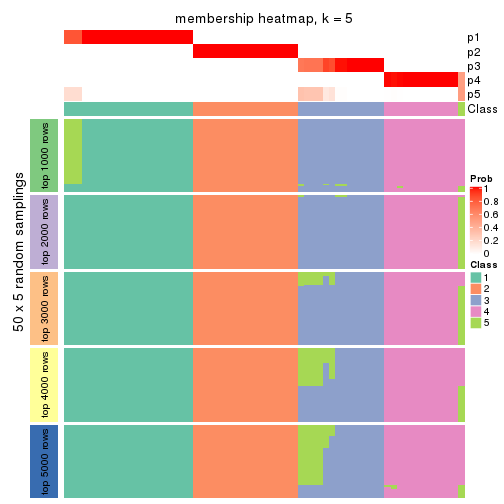 membership heatmap, k = 5
p1
p2
p3
p4
p5
Class
50 x 5 random samplings
top 1000 rows
top 2000 rows
top 3000 rows
top 4000 rows
top 5000 rows
Prob
1
0.8
0.6
0.4
0.2
0
Class
1
2
3
4
5